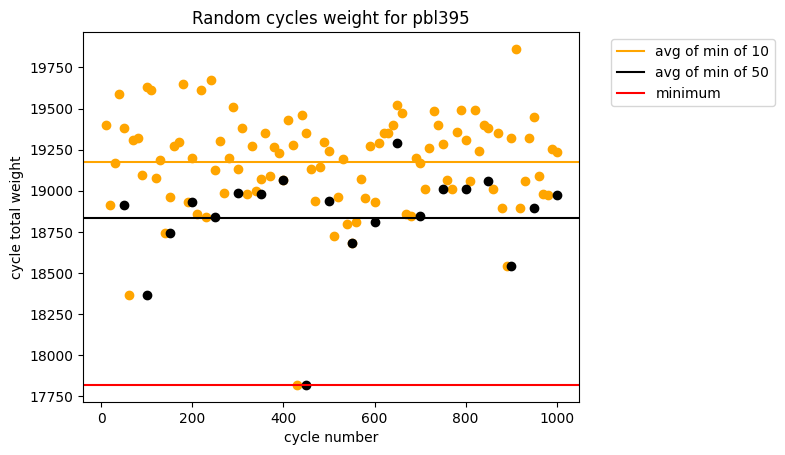 Random cycles weight for pbl395
avg of min of 10
avg of min of 50
minimum
cycle total weight
19750
19500
19250
19000
18750
18500
18250
18000
17750
0 200 400 600 800 1000
cycle number